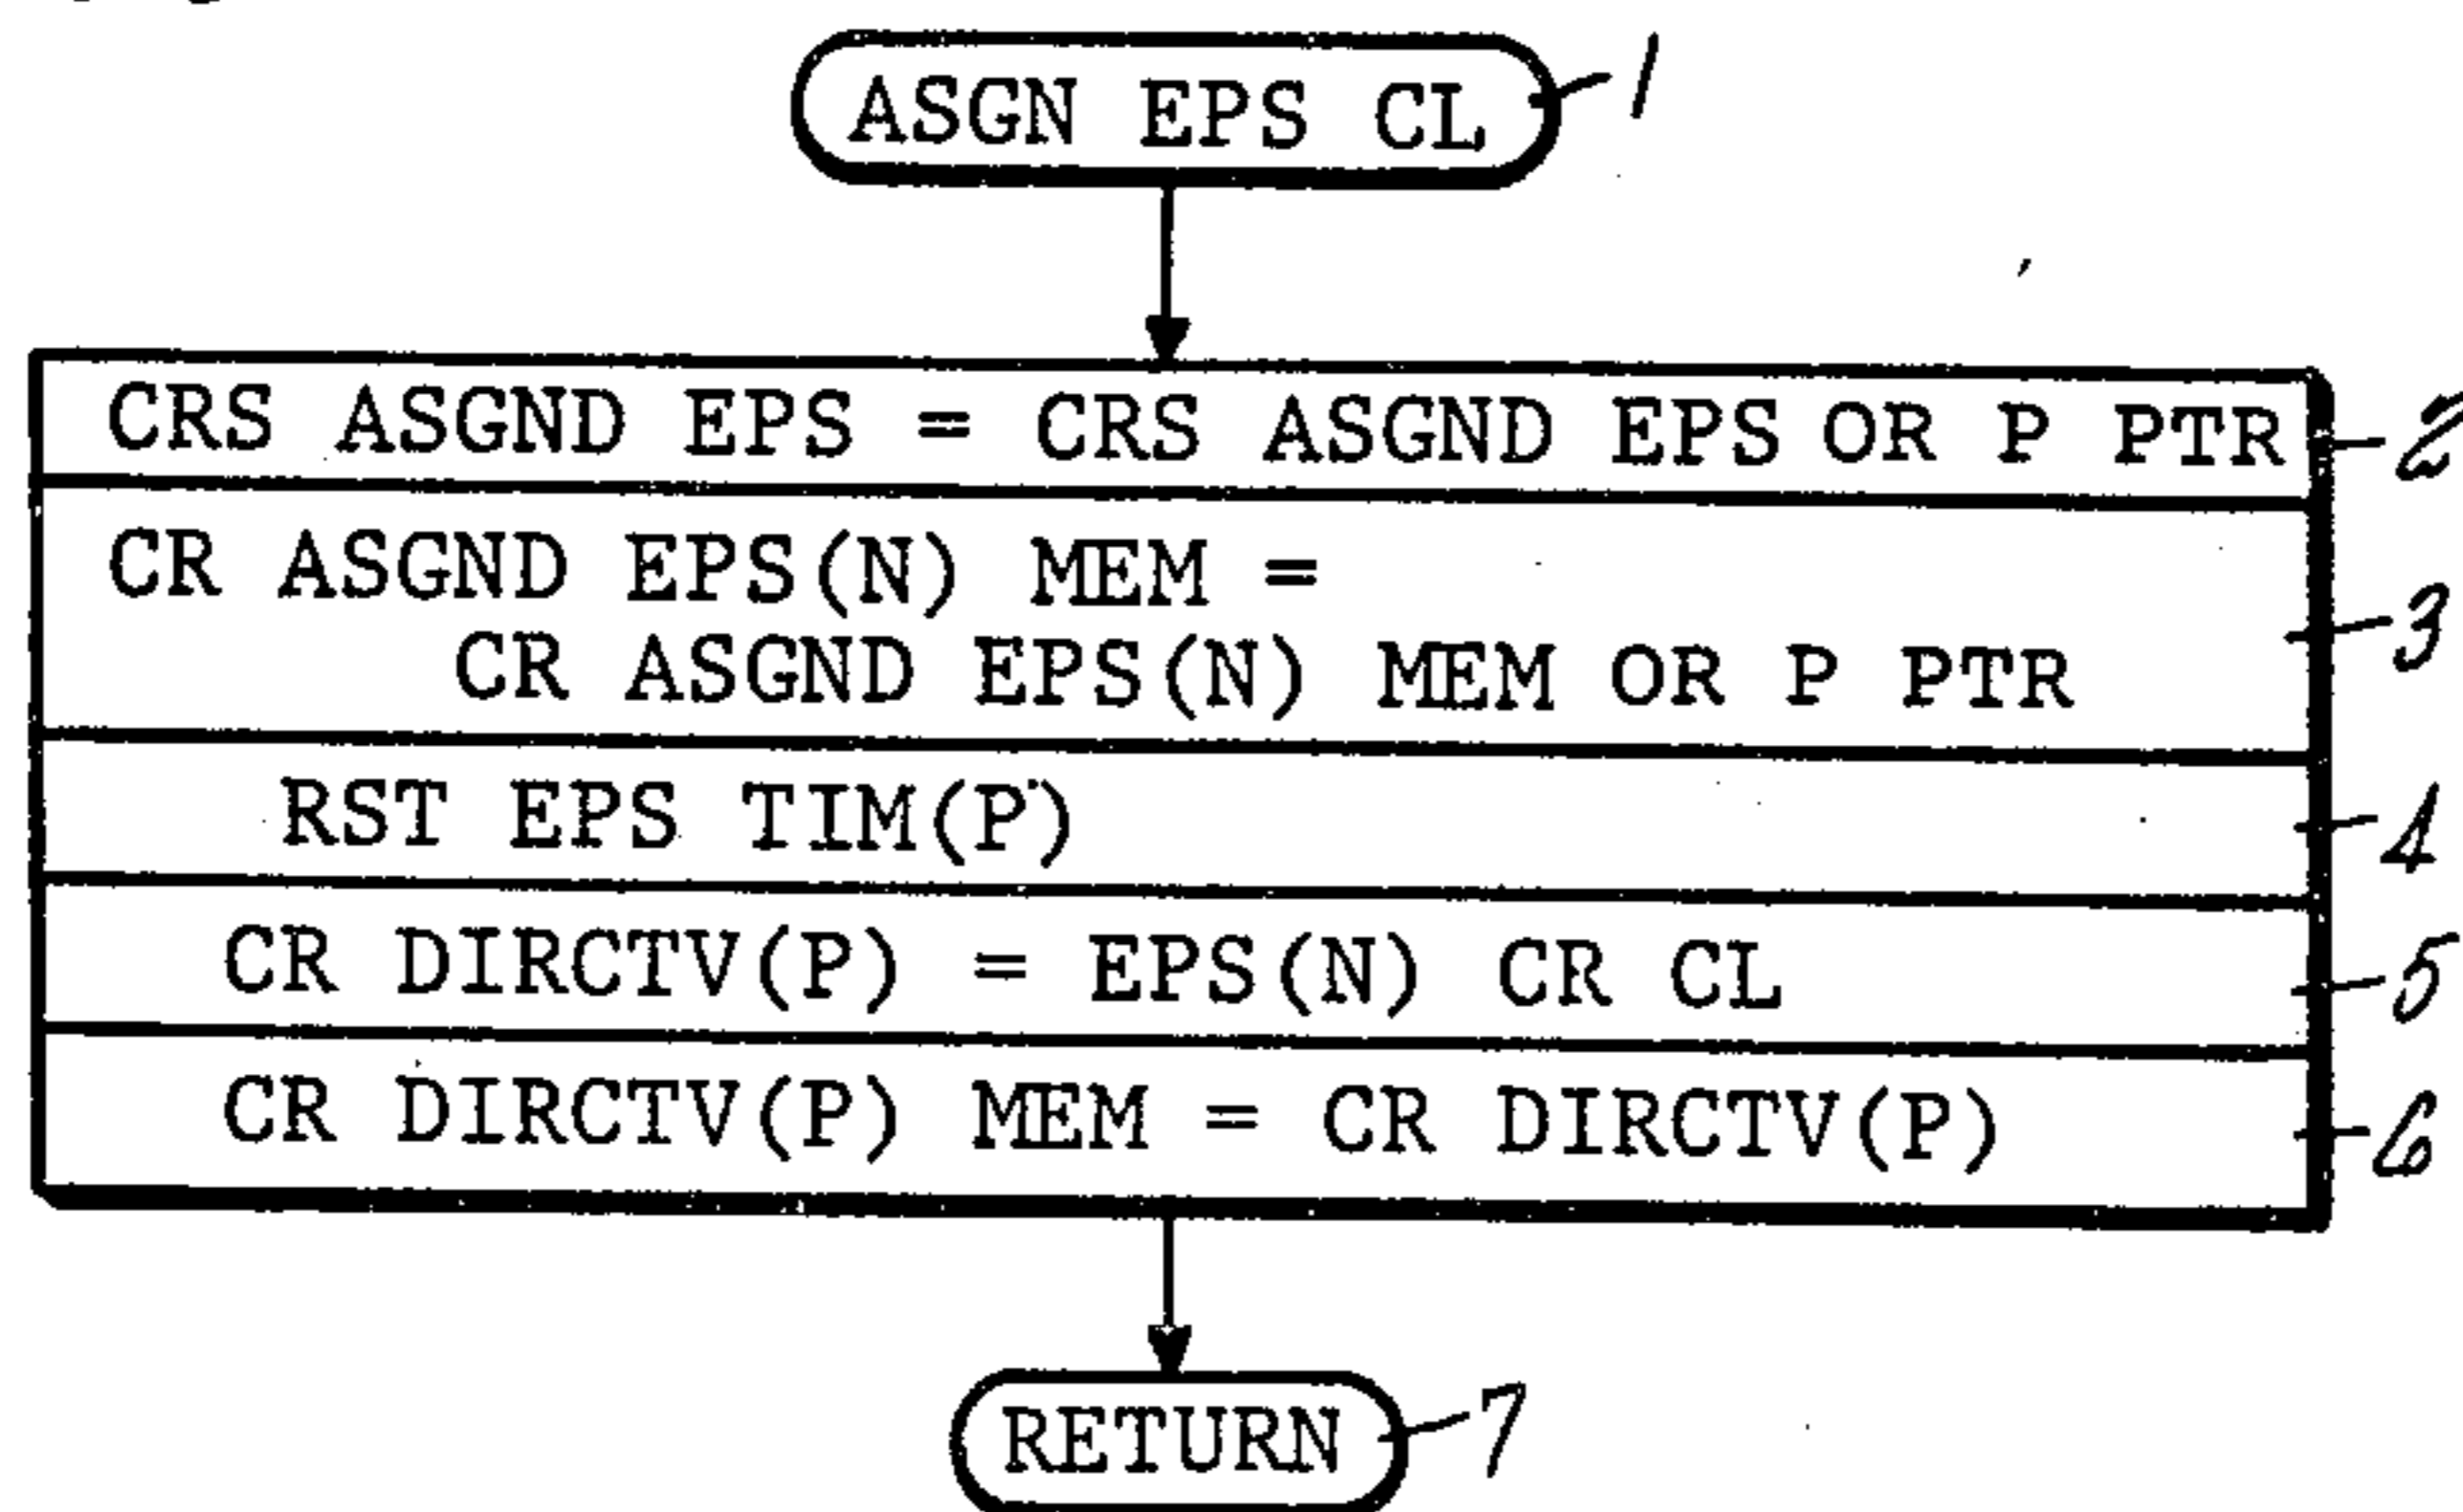 ASGN EPS CL 1
CRS ASGND EPS = CRS ASGND EPS OR P PTR 2
CR ASGND EPS(N) MEM =
CR ASGND EPS(N) MEM OR P PTR 3
RST EPS TIM(P) 4
CR DIRCTV(P) = EPS(N) CR CL 5
CR DIRCTV(P) MEM = CR DIRCTV(P) 6
RETURN 7